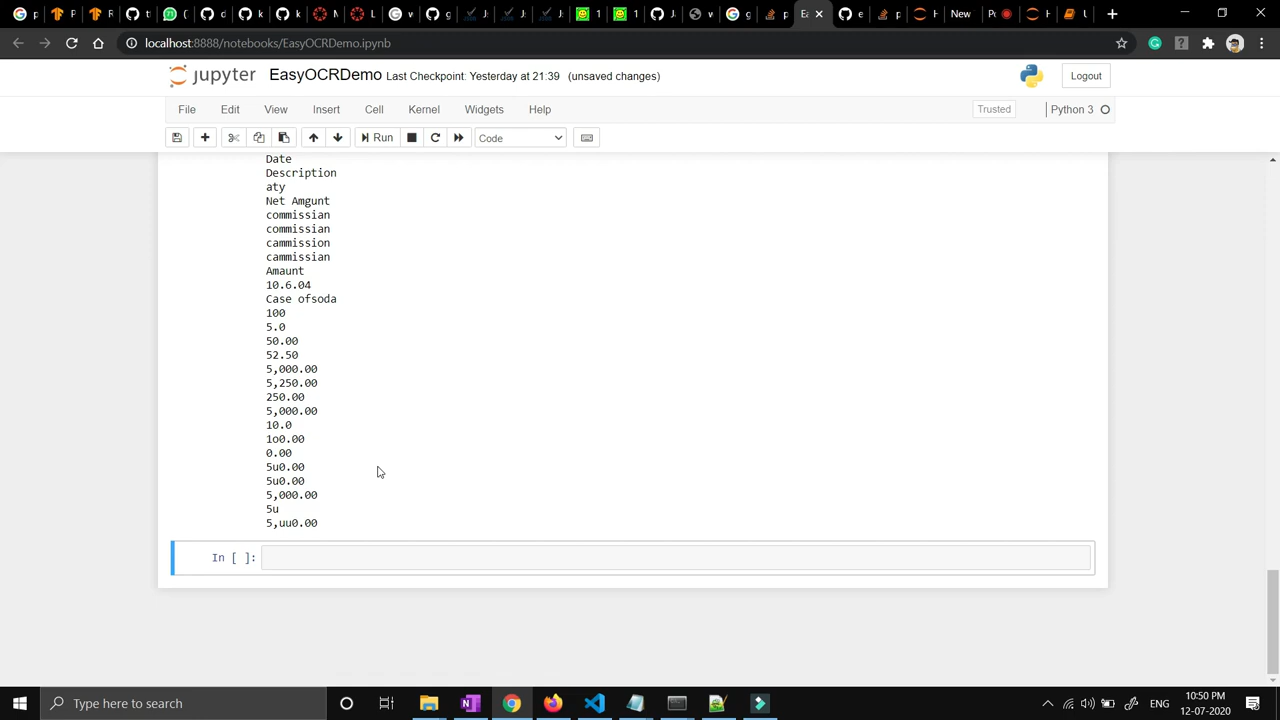 localhost:8888/notebooks/EasyOCRDemo.ipynb
jupyter EasyOCRDemo Last Checkpoint: Yesterday at 21:39 (unsaved changes)
Logout
File Edit View Insert Cell Kernel Widgets Help
Trusted
Python 3
Run
Code
Date
Description
aty
Net Amgunt
commissian
commissian
cammission
cammissian
Amaunt
10.6.04
Case ofsoda
100
5.0
50.00
52.50
5,000.00
5,250.00
250.00
5,000.00
10.0
1o0.00
0.00
5u0.00
5u0.00
5,000.00
5u
5,uu0.00
In [ ]:
Type here to search
ENG
10:50 PM
12-07-2020